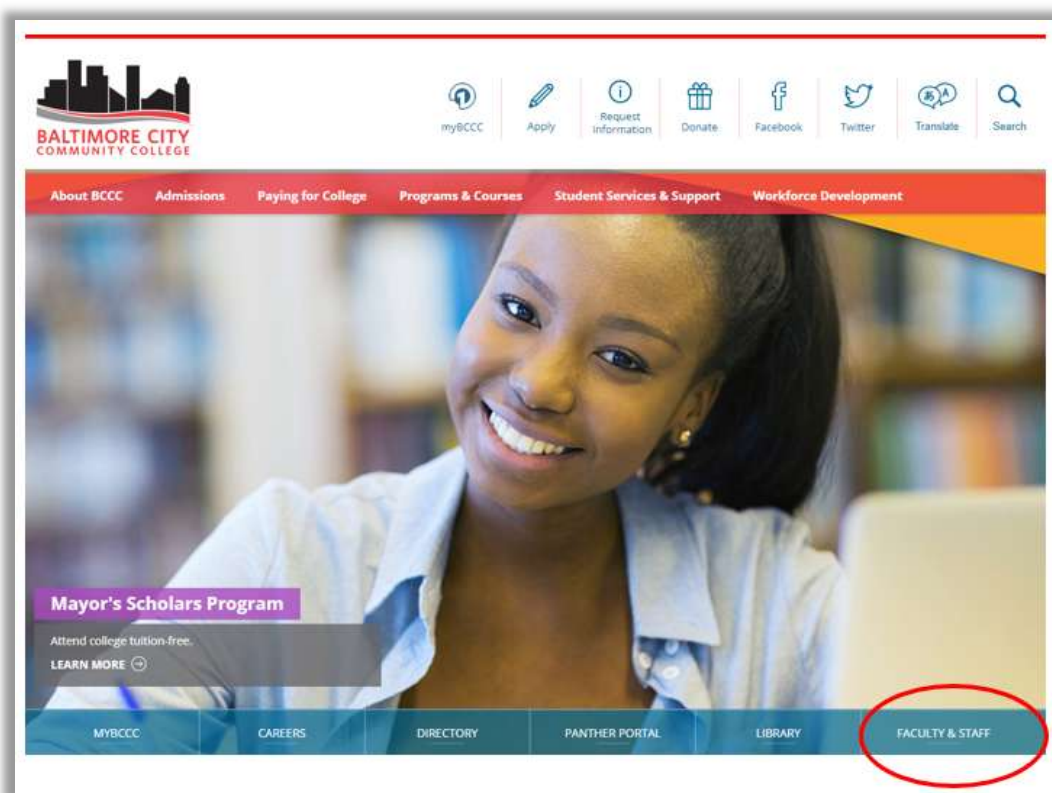 BALTIMORE CITY
COMMUNITY COLLEGE
myBCCC
Apply
Request
Information
Donate
Facebook
Twitter
Translate
Search
About BCCC Admissions Paying for College Programs & Courses Student Services & Support Workforce Development
Mayor's Scholars Program
Attend college tuition-free.
LEARN MORE
MYBCCC CAREERS DIRECTORY PANTHER PORTAL LIBRARY FACULTY & STAFF